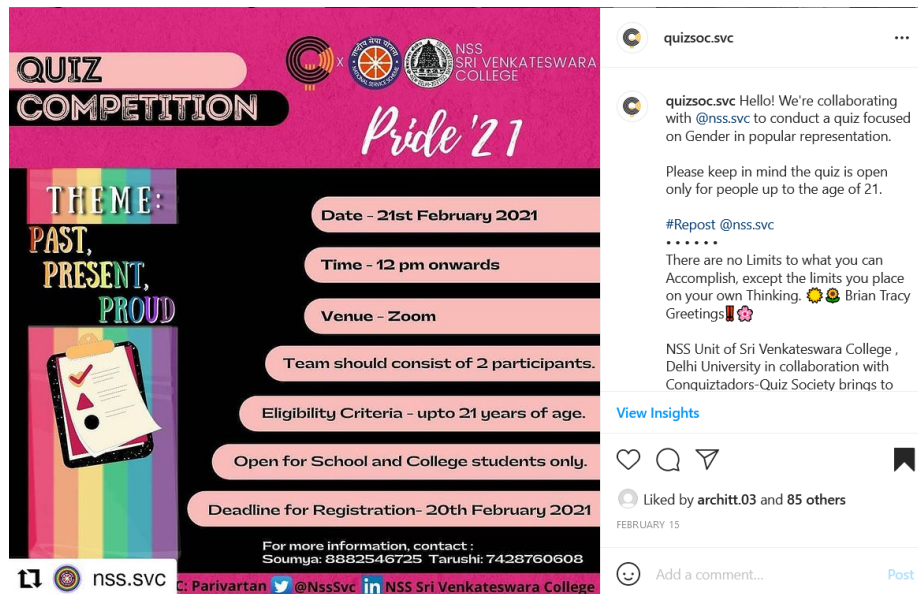 QUIZ
COMPETITION
X
NSS
SRI VENKATESWARA
COLLEGE
Pride '21
THEME:
PAST,
PRESENT,
PROUD
Date - 21st February 2021
Time - 12 pm onwards
Venue - Zoom
Team should consist of 2 participants.
Eligibility Criteria - upto 21 years of age.
Open for School and College students only.
Deadline for Registration- 20th February 2021
For more information, contact :
Soumya: 8882546725 Tarushi: 7428760608
nss.svc
C: Parivartan @NssSvc in NSS Sri Venkateswara College
quizsoc.svc
quizsoc.svc Hello! We're collaborating
with @nss.svc to conduct a quiz focused
on Gender in popular representation.
Please keep in mind the quiz is open
only for people up to the age of 21.
#Repost @nss.svc
• • • • • •
There are no Limits to what you can
Accomplish, except the limits you place
on your own Thinking. 🌞🌻 Brian Tracy
Greetings❗🌸
NSS Unit of Sri Venkateswara College ,
Delhi University in collaboration with
Conquiztadors-Quiz Society brings to
View Insights
Liked by architt.03 and 85 others
FEBRUARY 15
Add a comment... Post